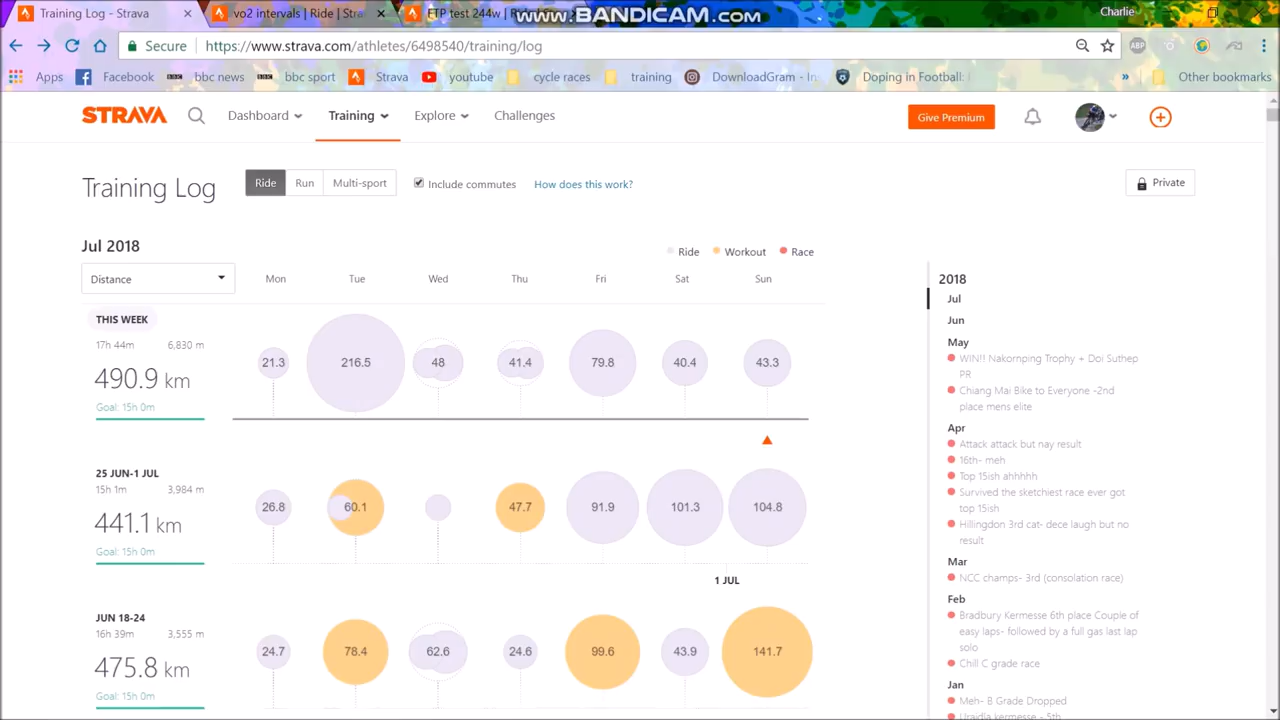 Training Log - Strava
vo2 intervals | Ride | Stra
FTP test 244w | R
www.BANDICAM.com
Charlie
Secure
https://www.strava.com/athletes/6498540/training/log
ABP
Apps
Facebook
bbc news
bbc sport
Strava
youtube
cycle races
training
DownloadGram - In
Doping in Football:
»
Other bookmarks
STRAVA
Dashboard
Training
Explore
Challenges
Give Premium
Training Log
Ride
Run
Multi-sport
Include commutes
How does this work?
Private
Jul 2018
Ride
Workout
Race
Distance
Mon
Tue
Wed
Thu
Fri
Sat
Sun
THIS WEEK
17h 44m
6,830 m
490.9 km
Goal: 15h 0m
21.3
216.5
48
41.4
79.8
40.4
43.3
25 JUN-1 JUL
15h 1m
3,984 m
441.1 km
Goal: 15h 0m
26.8
60.1
47.7
91.9
101.3
104.8
1 JUL
JUN 18-24
16h 39m
3,555 m
475.8 km
Goal: 15h 0m
24.7
78.4
62.6
24.6
99.6
43.9
141.7
2018
Jul
Jun
May
WIN!! Nakornping Trophy + Doi Suthep
PR
Chiang Mai Bike to Everyone -2nd
place mens elite
Apr
Attack attack but nay result
16th- meh
Top 15ish ahhhhh
Survived the sketchiest race ever got
top 15ish
Hillingdon 3rd cat- dece laugh but no
result
Mar
NCC champs- 3rd (consolation race)
Feb
Bradbury Kermesse 6th place Couple of
easy laps- followed by a full gas last lap
solo
Chill C grade race
Jan
Meh- B Grade Dropped
Uraidla kermesse - 5th